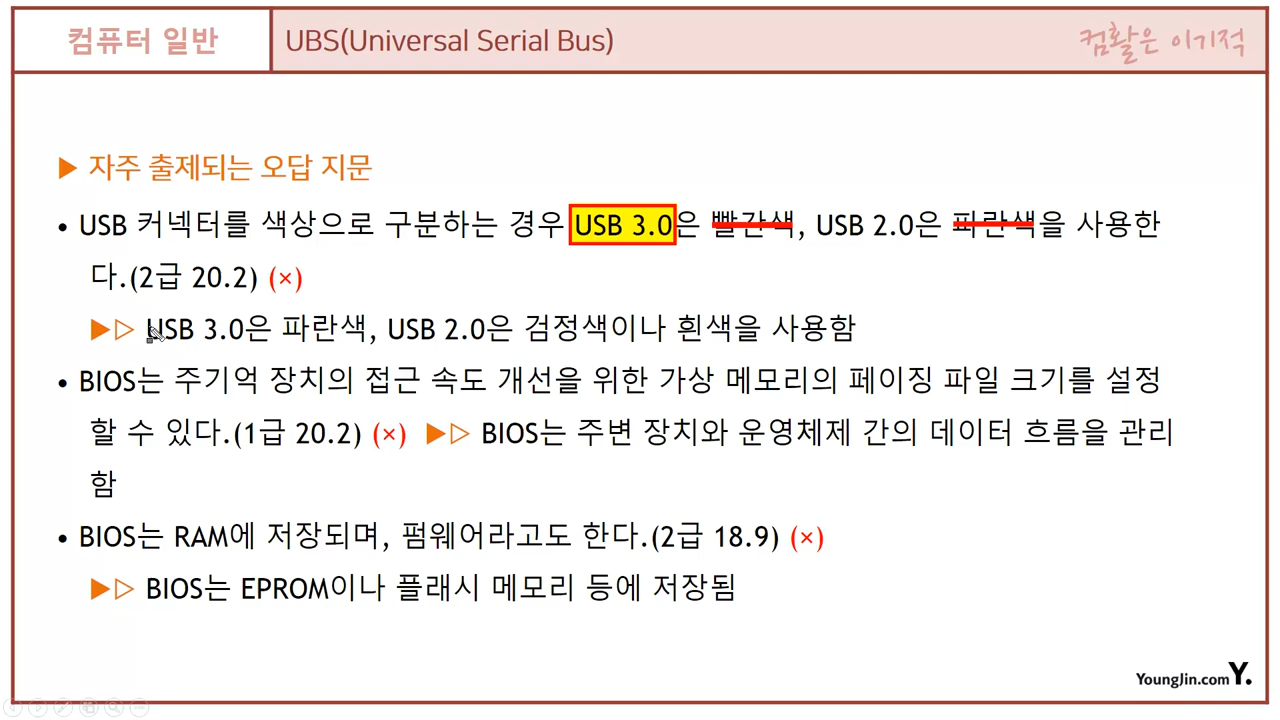 컴퓨터 일반
UBS(Universal Serial Bus)
컴활은 이기적
▶ 자주 출제되는 오답 지문
• USB 커넥터를 색상으로 구분하는 경우 USB 3.0은 빨간색, USB 2.0은 파란색을 사용한
다.(2급 20.2) (×)
▶▷ USB 3.0은 파란색, USB 2.0은 검정색이나 흰색을 사용함
• BIOS는 주기억 장치의 접근 속도 개선을 위한 가상 메모리의 페이징 파일 크기를 설정
할 수 있다.(1급 20.2) (×) ▶▷ BIOS는 주변 장치와 운영체제 간의 데이터 흐름을 관리
함
• BIOS는 RAM에 저장되며, 펌웨어라고도 한다.(2급 18.9) (×)
▶▷ BIOS는 EPROM이나 플래시 메모리 등에 저장됨
YoungJin.com Y.